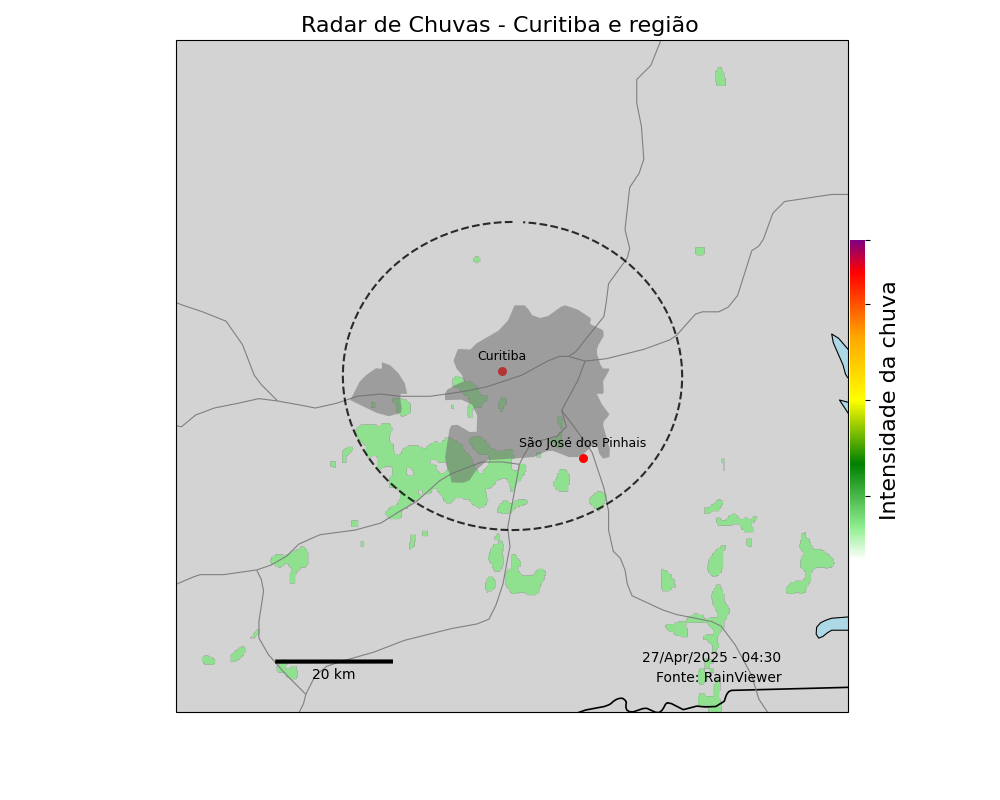 Radar de Chuvas - Curitiba e região
Curitiba
São José dos Pinhais
Intensidade da chuva
27/Apr/2025 - 04:30
Fonte: RainViewer
20 km